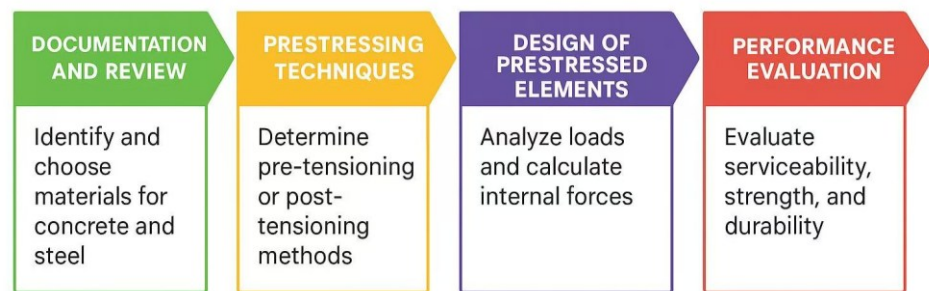 DOCUMENTATION
AND REVIEW
Identify and
choose
materials for
concrete and
steel
PRESTRESSING
TECHNIQUES
Determine
pre-tensioning
or post-
tensioning
methods
DESIGN OF
PRESTRESSED
ELEMENTS
Analyze loads
and calculate
internal forces
PERFORMANCE
EVALUATION
Evaluate
serviceability,
strength, and
durability